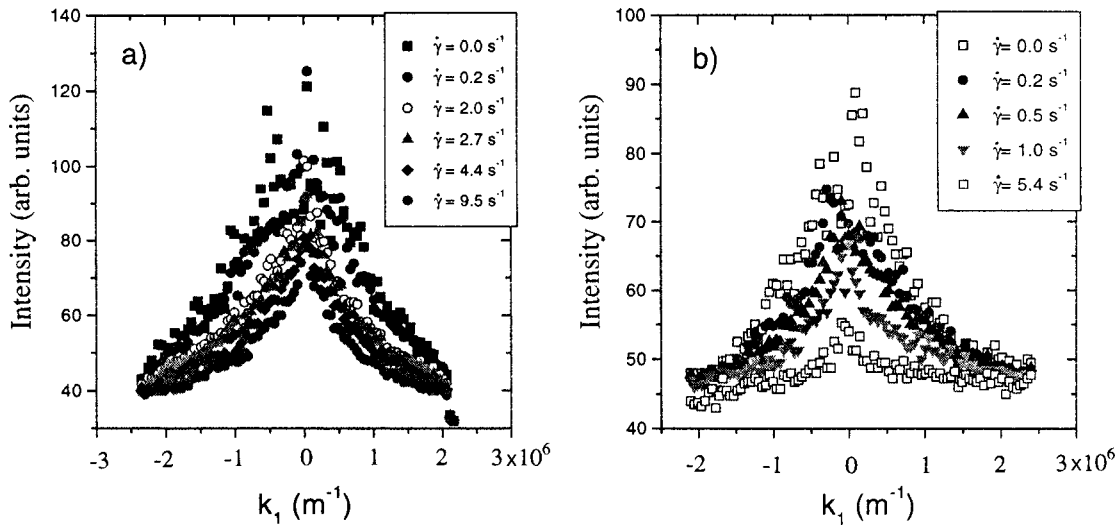 a)
γ̇ = 0.0 s⁻¹
γ̇ = 0.2 s⁻¹
γ̇ = 2.0 s⁻¹
γ̇ = 2.7 s⁻¹
γ̇ = 4.4 s⁻¹
γ̇ = 9.5 s⁻¹
Intensity (arb. units)
140
120
100
80
60
40
-3 -2 -1 0 1 2 3x10⁶
k₁ (m⁻¹)
b)
γ̇ = 0.0 s⁻¹
γ̇ = 0.2 s⁻¹
γ̇ = 0.5 s⁻¹
γ̇ = 1.0 s⁻¹
γ̇ = 5.4 s⁻¹
Intensity (arb. units)
100
90
80
70
60
50
40
-2 -1 0 1 2 3x10⁶
k₁ (m⁻¹)